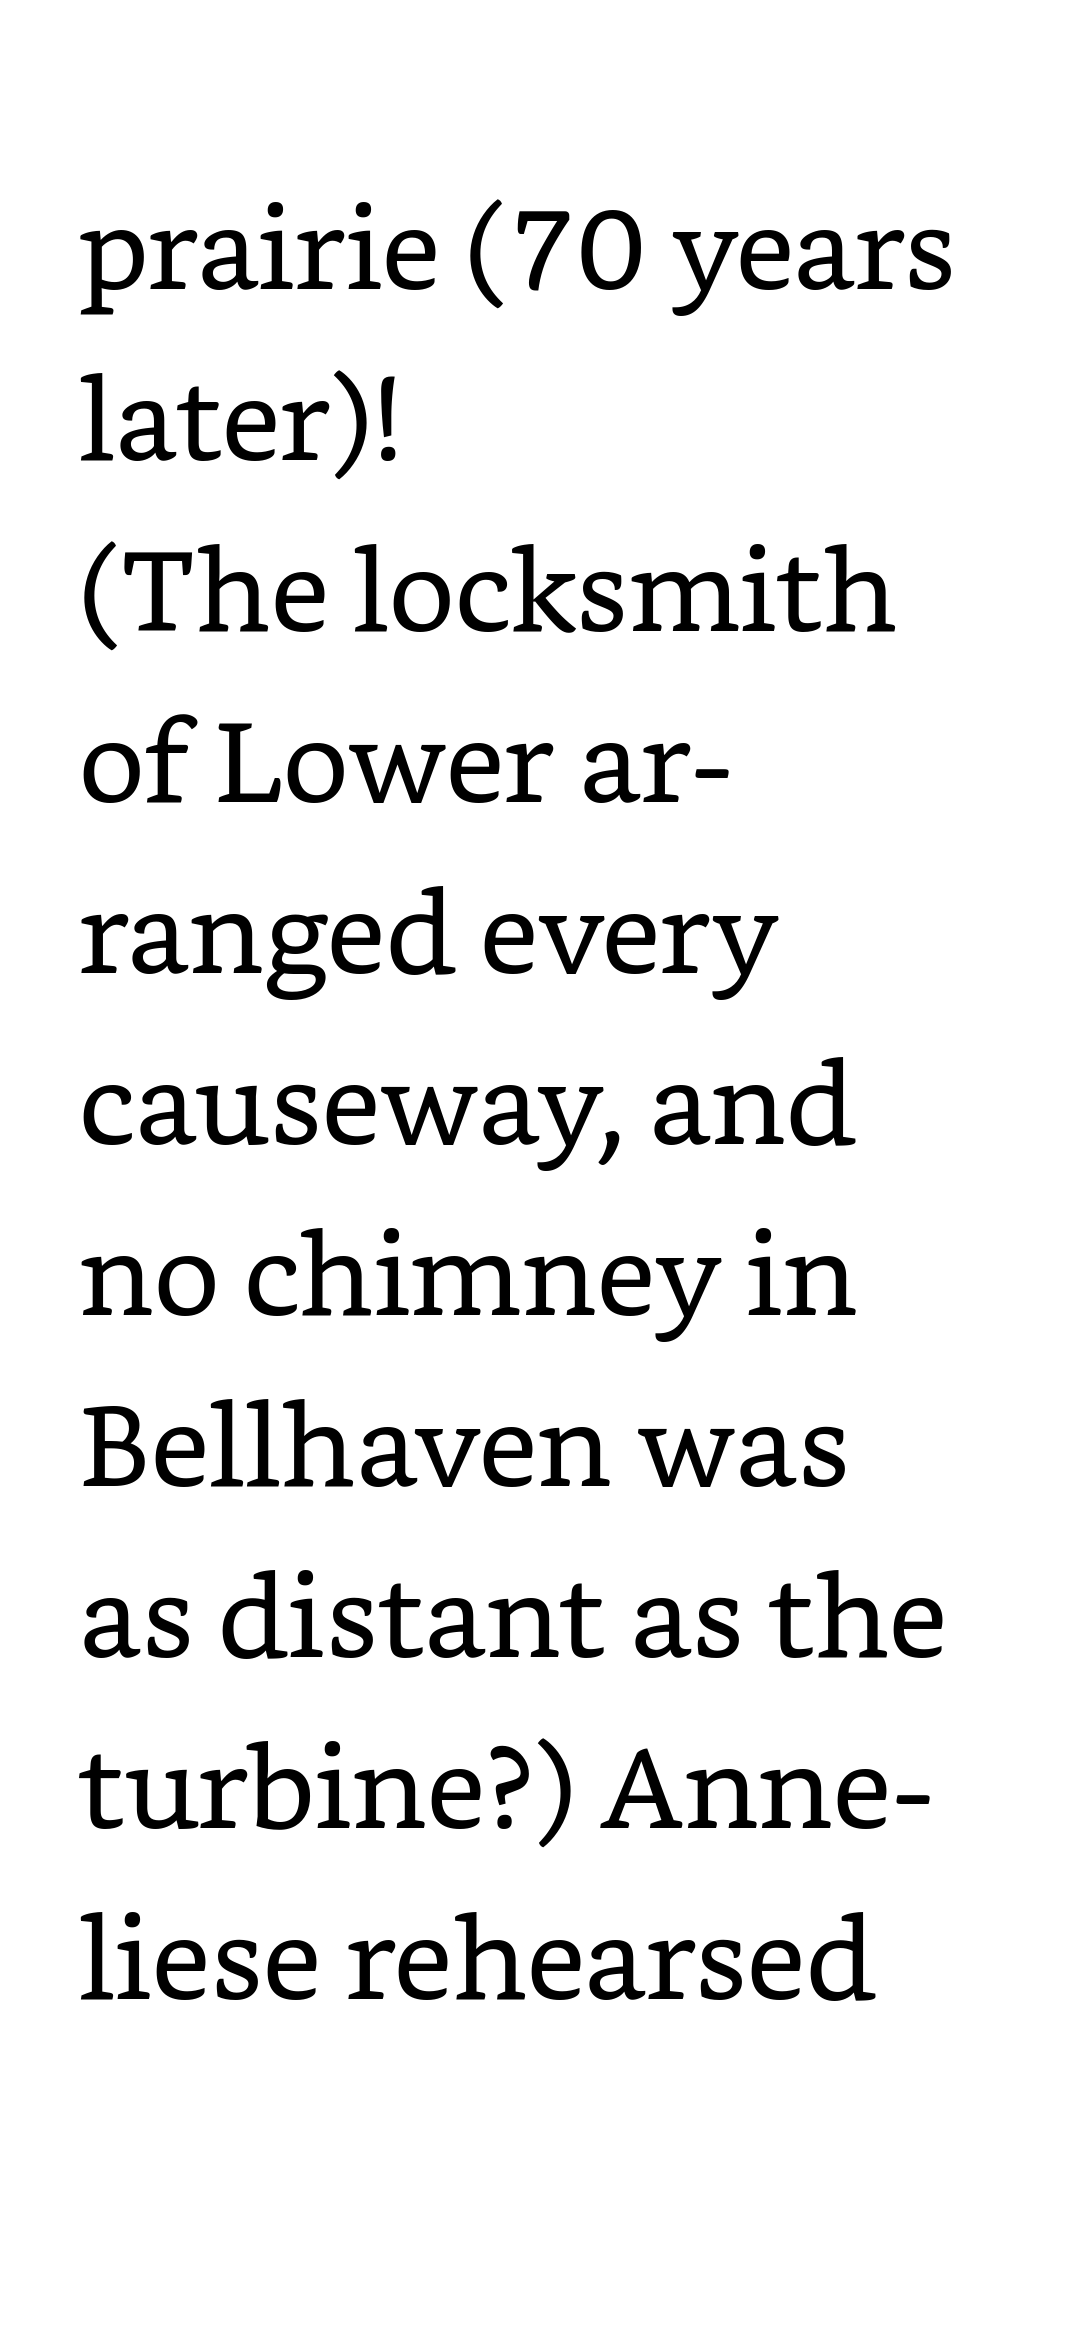 prairie (70 years
later)!
(The locksmith
of Lower ar-
ranged every
causeway, and
no chimney in
Bellhaven was
as distant as the
turbine?) Anne-
liese rehearsed